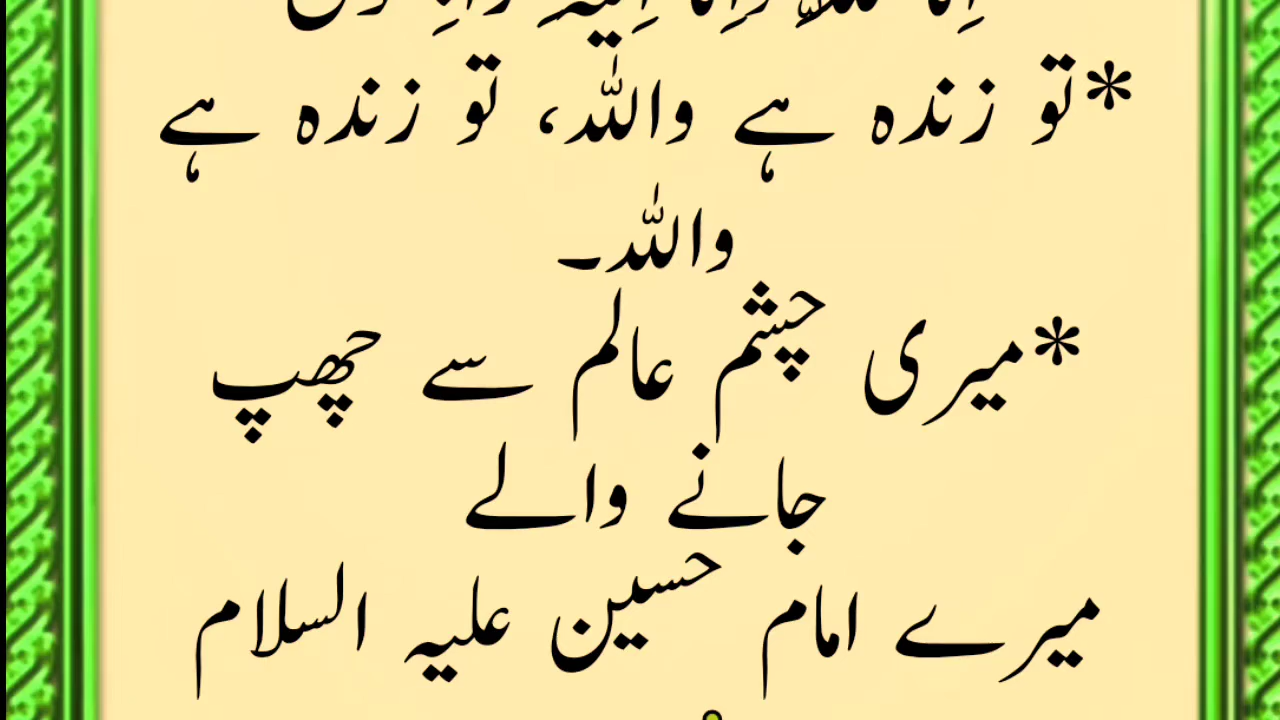 *تو زندہ ہے واللہ، تو زندہ ہے
واللہ۔
*میری چشم عالم سے چھپ
جانے والے
میرے امام حسین علیہ السلام